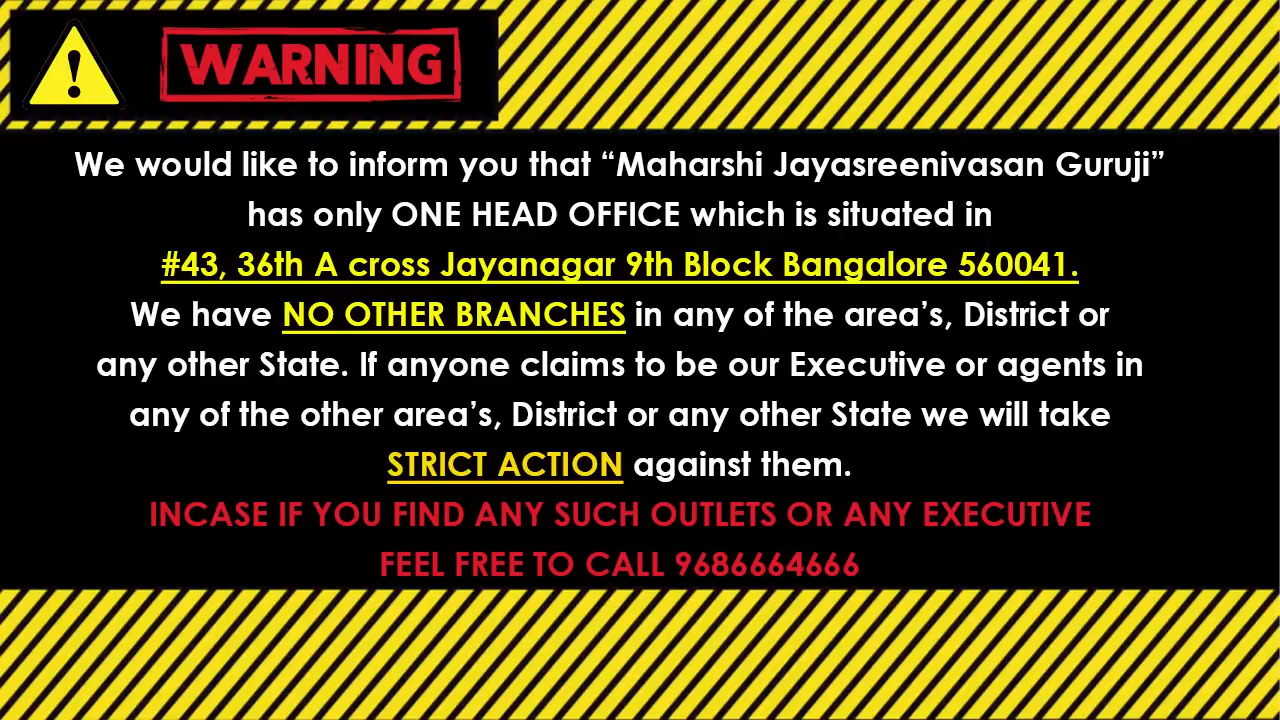 WARNING
We would like to inform you that “Maharshi Jayasreenivasan Guruji”
has only ONE HEAD OFFICE which is situated in
#43, 36th A cross Jayanagar 9th Block Bangalore 560041.
We have NO OTHER BRANCHES in any of the area’s, District or
any other State. If anyone claims to be our Executive or agents in
any of the other area’s, District or any other State we will take
STRICT ACTION against them.
INCASE IF YOU FIND ANY SUCH OUTLETS OR ANY EXECUTIVE
FEEL FREE TO CALL 9686664666